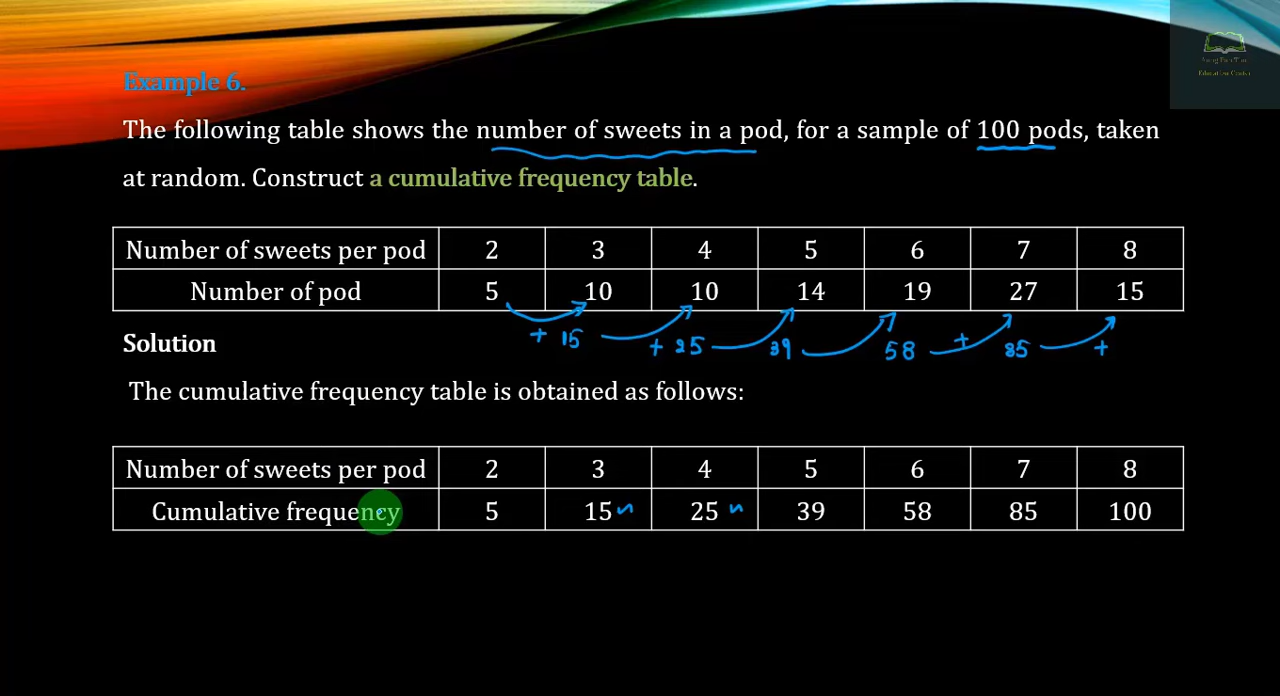 Example 6.
The following table shows the number of sweets in a pod, for a sample of 100 pods, taken
at random. Construct a cumulative frequency table.
Number of sweets per pod 2 3 4 5 6 7 8
Number of pod 5 10 10 14 19 27 15
+ 15 + 25 39 58 + 85 +
Solution
The cumulative frequency table is obtained as follows:
Number of sweets per pod 2 3 4 5 6 7 8
Cumulative frequency 5 15 25 39 58 85 100
Education Center